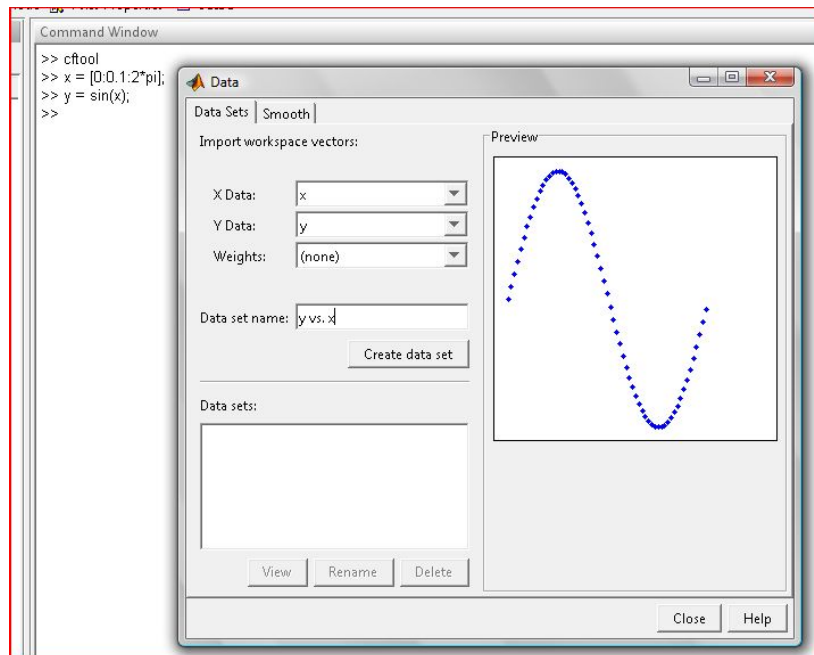 Command Window
>> cftool
>> x = [0:0.1:2*pi];
>> y = sin(x);
>>
Data
Data Sets
Smooth
Import workspace vectors:
X Data: x
Y Data: y
Weights: (none)
Data set name: y vs. x
Create data set
Data sets:
View
Rename
Delete
Preview
Close
Help